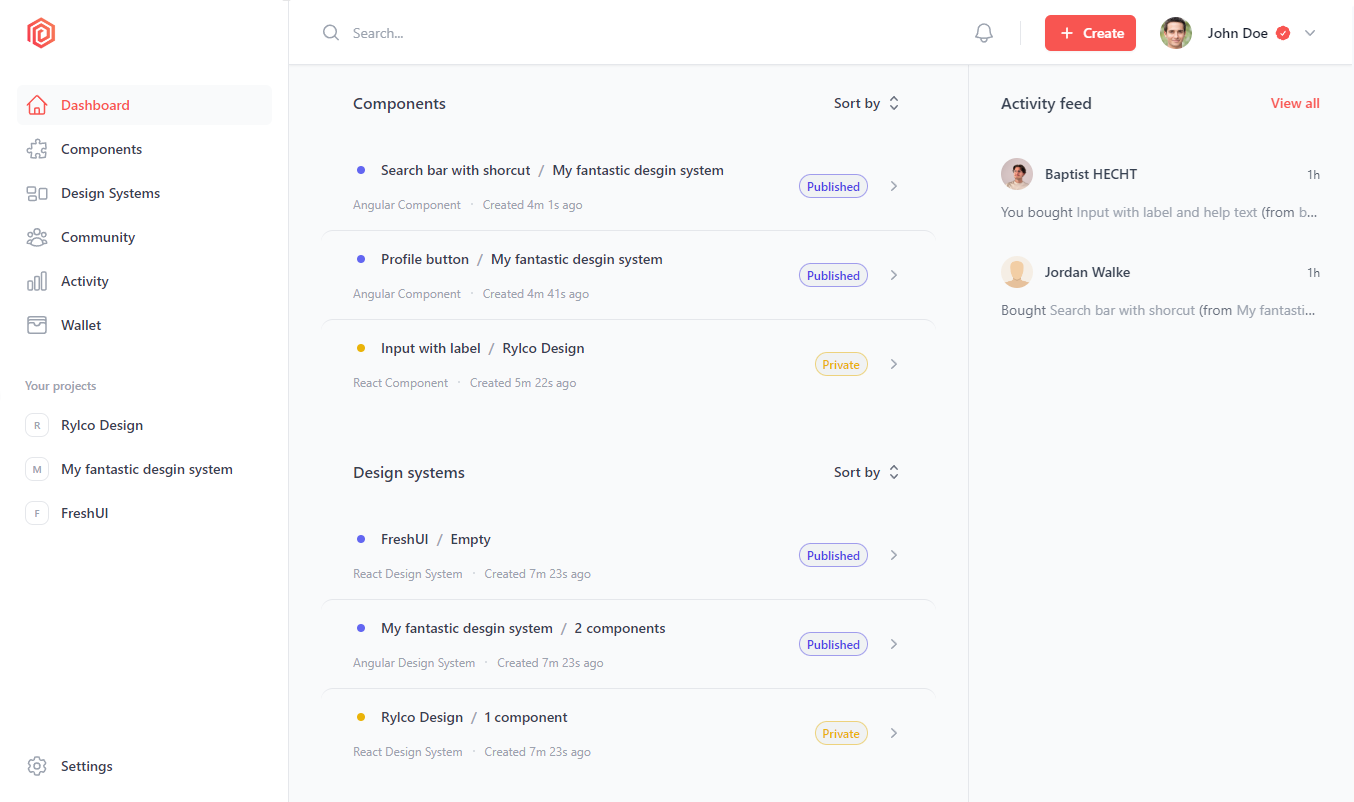 Search...
Create
John Doe
Dashboard
Components
Design Systems
Community
Activity
Wallet
Your projects
R Rylco Design
M My fantastic desgin system
F FreshUI
Settings
Components
Sort by
Search bar with shorcut / My fantastic desgin system
Angular Component · Created 4m 1s ago
Published
Profile button / My fantastic desgin system
Angular Component · Created 4m 41s ago
Published
Input with label / Rylco Design
React Component · Created 5m 22s ago
Private
Design systems
Sort by
FreshUI / Empty
React Design System · Created 7m 23s ago
Published
My fantastic desgin system / 2 components
Angular Design System · Created 7m 23s ago
Published
Rylco Design / 1 component
React Design System · Created 7m 23s ago
Private
Activity feed
View all
Baptist HECHT
1h
You bought Input with label and help text (from b...
Jordan Walke
1h
Bought Search bar with shorcut (from My fantasti...